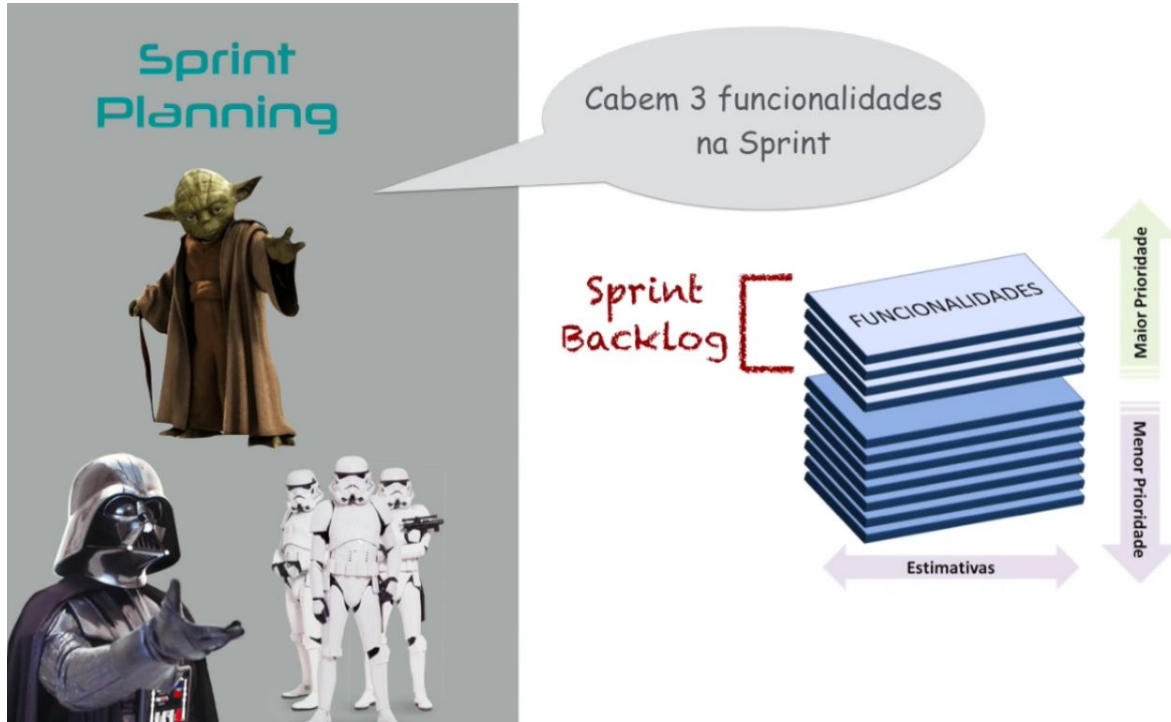 Sprint
Planning
Cabem 3 funcionalidades
na Sprint
Sprint
Backlog
FUNCIONALIDADES
Maior Prioridade
Menor Prioridade
Estimativas